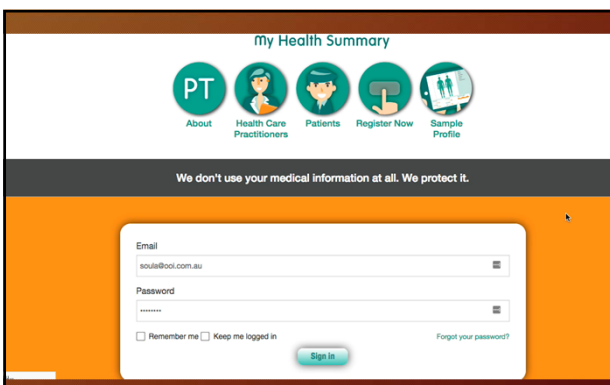 my Health Summary
PT
About
Health Care
Practitioners
Patients
Register Now
Sample
Profile
We don't use your medical information at all. We protect it.
Email
soula@ooi.com.au
Password
••••••••
Remember me
Keep me logged in
Forgot your password?
Sign in